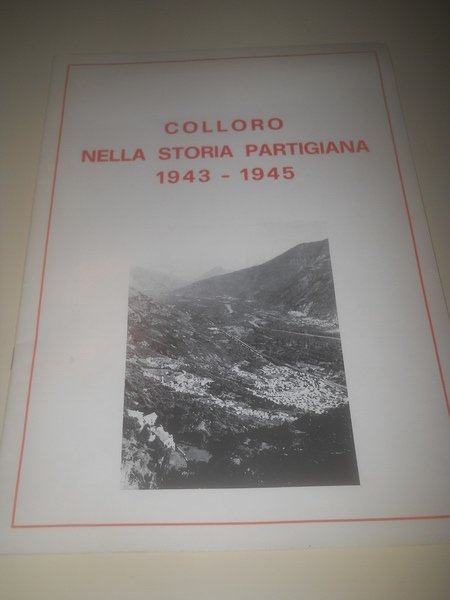 COLLORO
NELLA STORIA PARTIGIANA
1943 - 1945